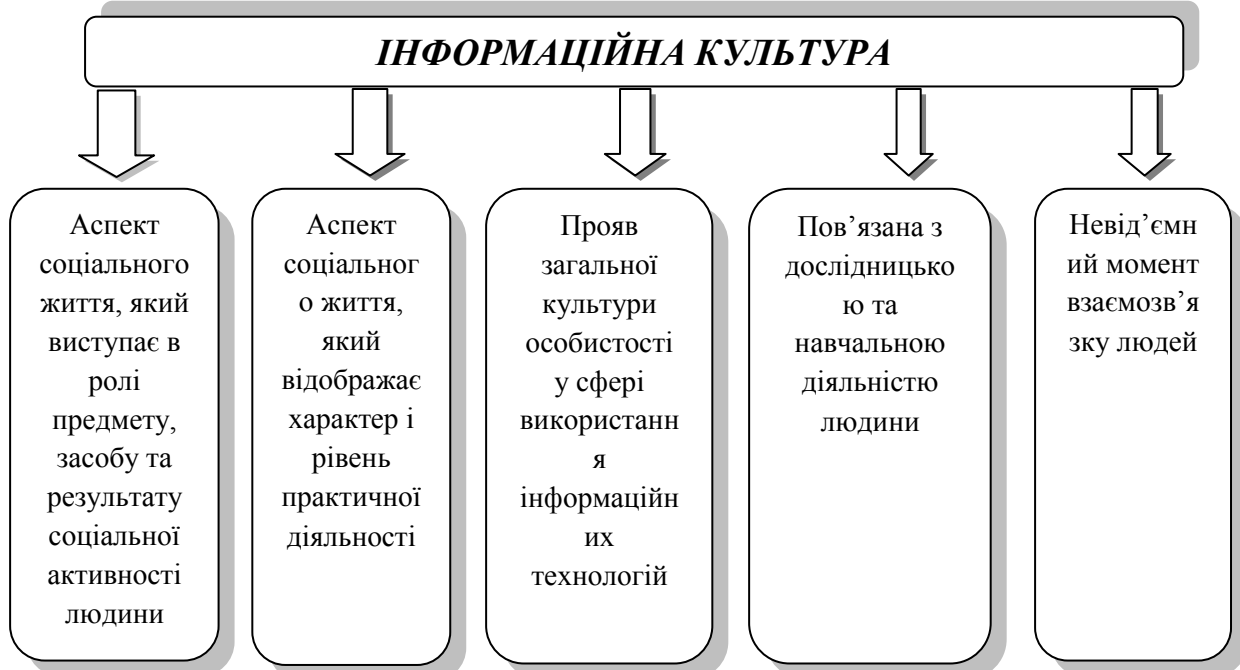 ІНФОРМАЦІЙНА КУЛЬТУРА
Аспект
соціального
життя, який
виступає в
ролі
предмету,
засобу та
результату
соціальної
активності
людини
Аспект
соціальног
о життя,
який
відображає
характер і
рівень
практичної
діяльності
Прояв
загальної
культури
особистості
у сфері
використанн
я
інформаційн
их
технологій
Пов’язана з
дослідницько
ю та
навчальною
діяльністю
людини
Невід’ємн
ий момент
взаємозв’я
зку людей